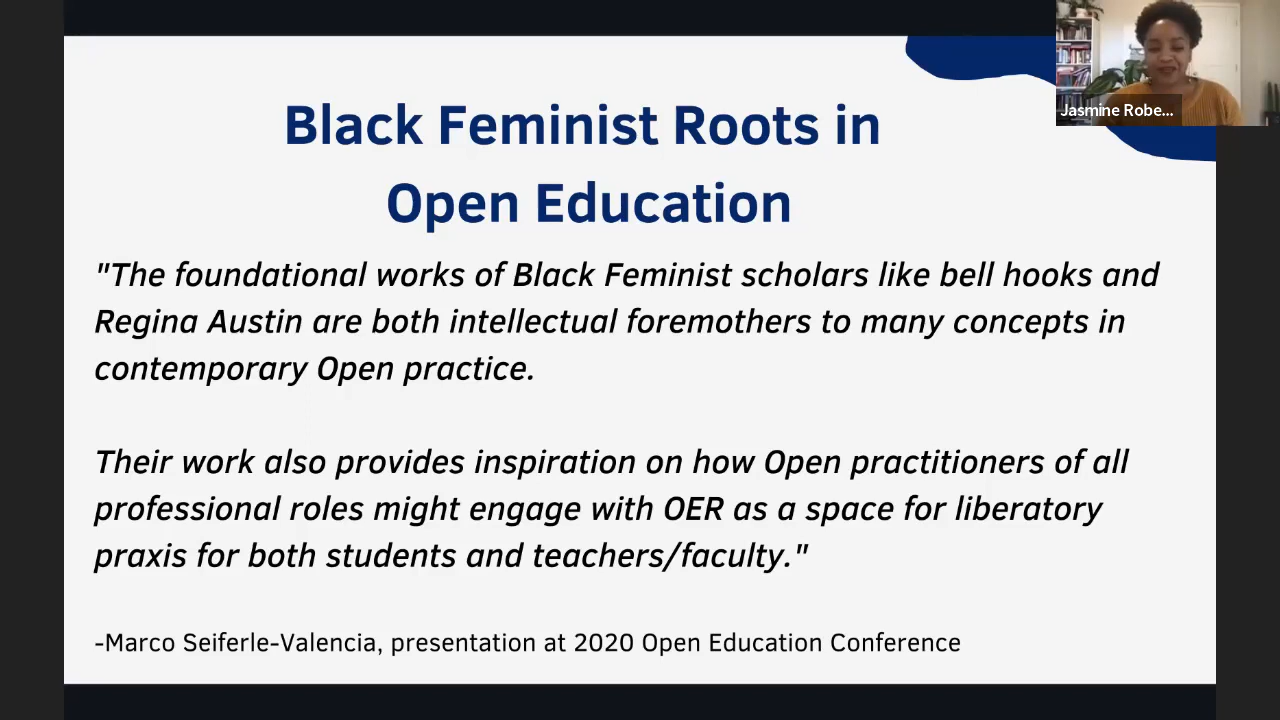 Jasmine Robe...
Black Feminist Roots in
Open Education
"The foundational works of Black Feminist scholars like bell hooks and
Regina Austin are both intellectual foremothers to many concepts in
contemporary Open practice.
Their work also provides inspiration on how Open practitioners of all
professional roles might engage with OER as a space for liberatory
praxis for both students and teachers/faculty."
-Marco Seiferle-Valencia, presentation at 2020 Open Education Conference